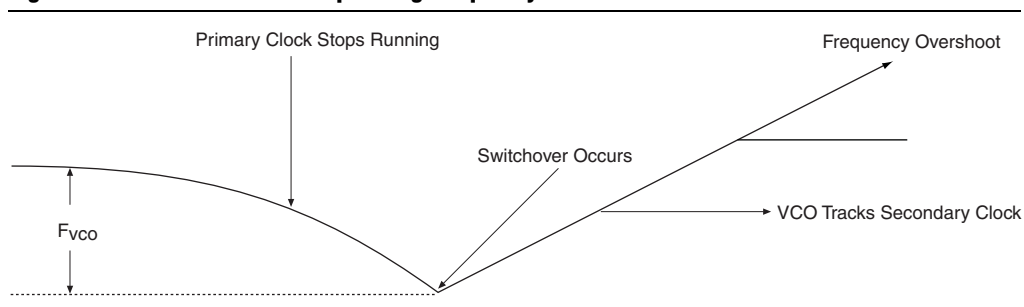 Primary Clock Stops Running
Frequency Overshoot
Switchover Occurs
VCO Tracks Secondary Clock
Fvco